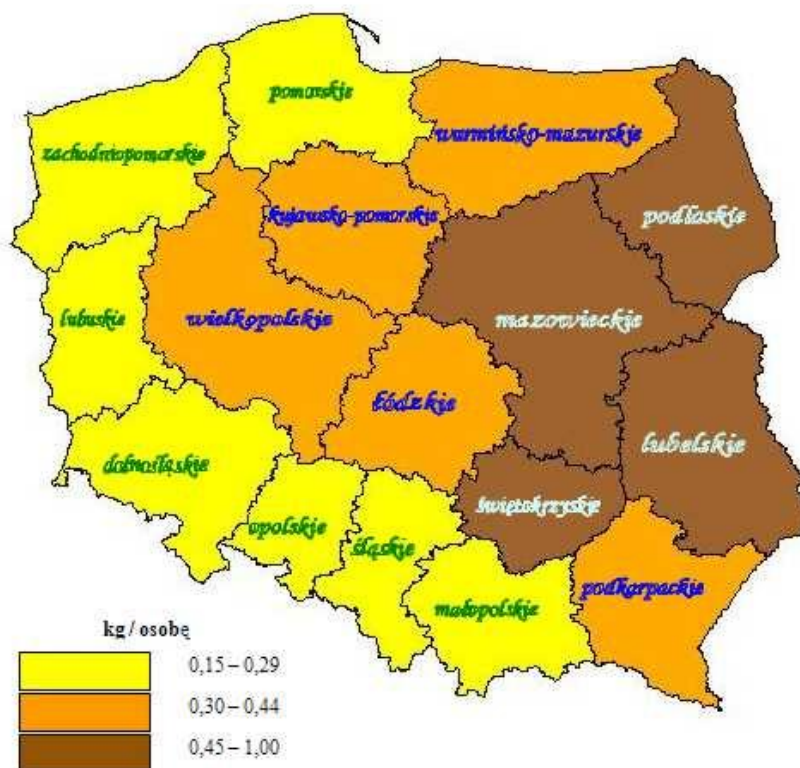 pomorskie
warmińsko-mazurskie
zachodniopomorskie
podlaskie
kujawsko-pomorskie
lubuskie
wielkopolskie
mazowieckie
łódzkie
lubelskie
dolnośląskie
świętokrzyskie
opolskie
śląskie
podkarpackie
małopolskie
kg / osobę
0,15 – 0,29
0,30 – 0,44
0,45 – 1,00